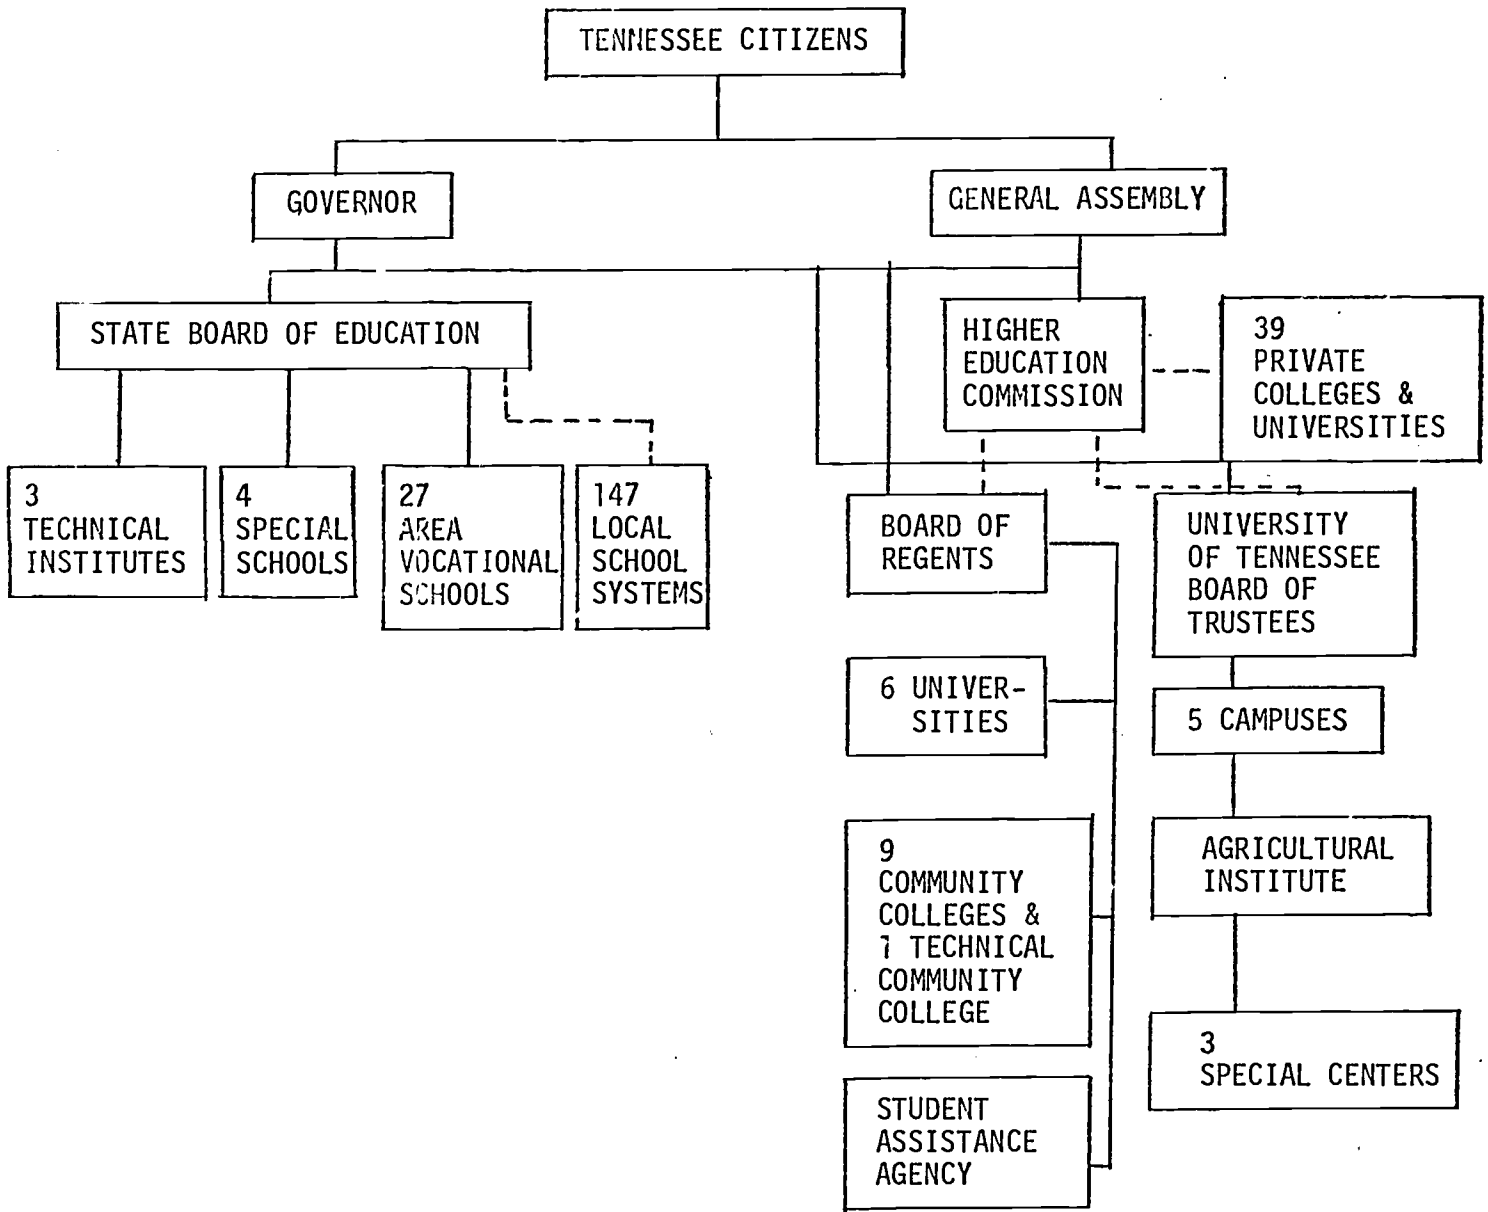 TENNESSEE CITIZENS
GOVERNOR
GENERAL ASSEMBLY
STATE BOARD OF EDUCATION
HIGHER
EDUCATION
COMMISSION
39
PRIVATE
COLLEGES &
UNIVERSITIES
3
TECHNICAL
INSTITUTES
4
SPECIAL
SCHOOLS
27
AREA
VOCATIONAL
SCHOOLS
147
LOCAL
SCHOOL
SYSTEMS
BOARD OF
REGENTS
UNIVERSITY
OF TENNESSEE
BOARD OF
TRUSTEES
6 UNIVER-
SITIES
5 CAMPUSES
9
COMMUNITY
COLLEGES &
1 TECHNICAL
COMMUNITY
COLLEGE
AGRICULTURAL
INSTITUTE
3
SPECIAL CENTERS
STUDENT
ASSISTANCE
AGENCY